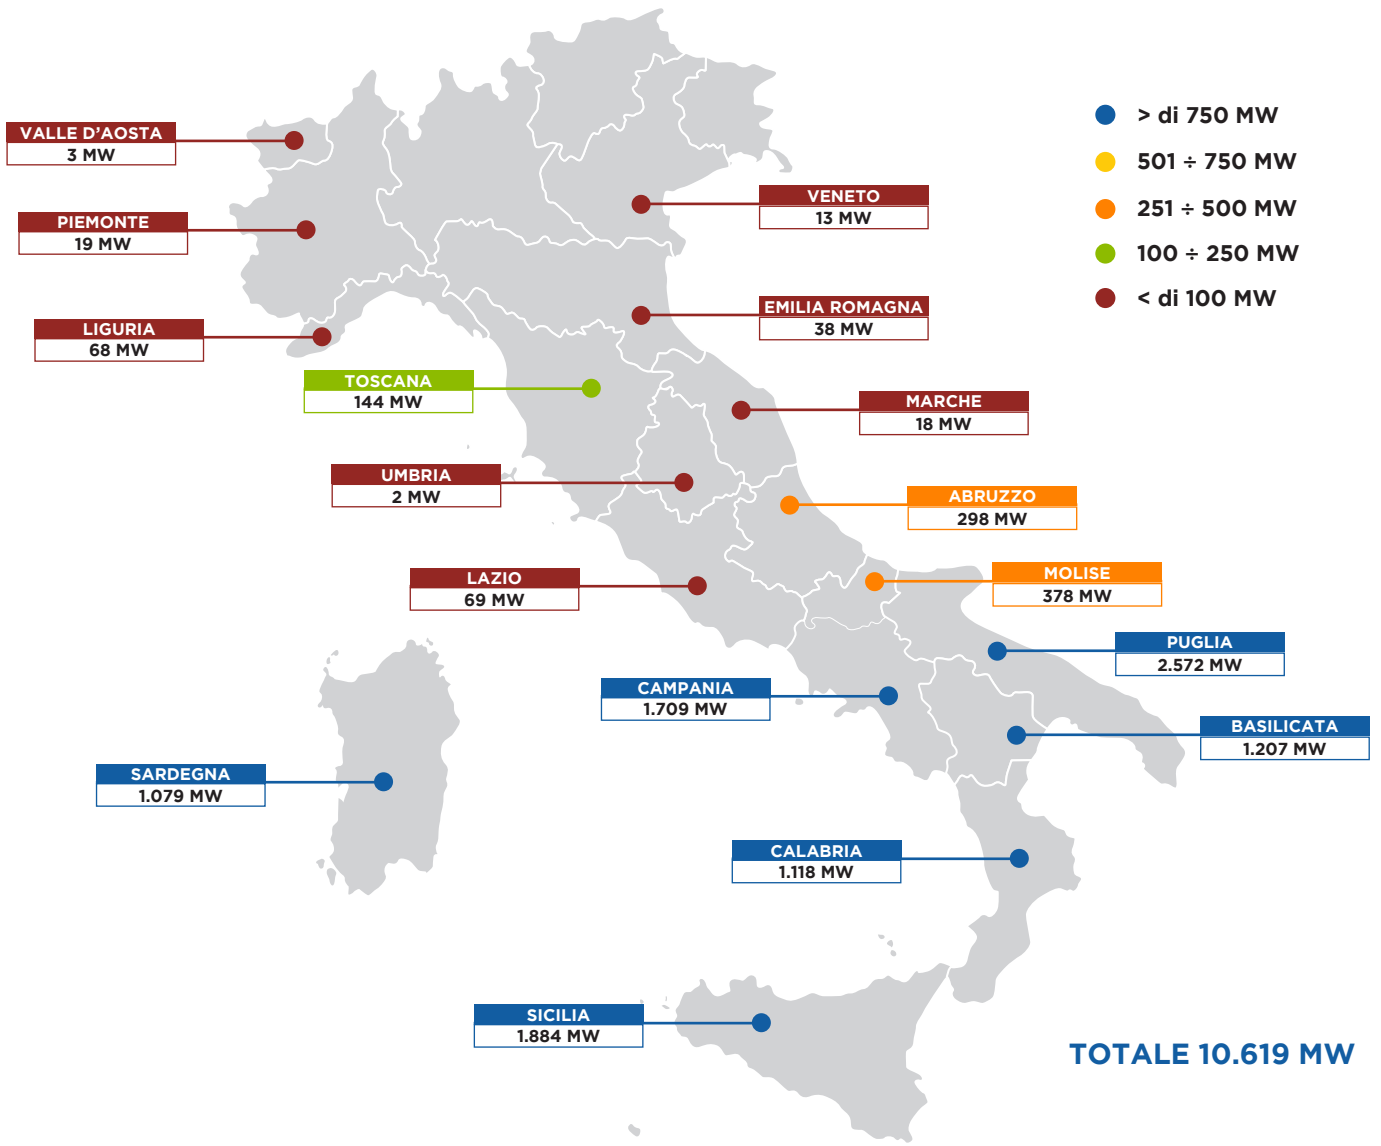 VALLE D'AOSTA
3 MW
PIEMONTE
19 MW
LIGURIA
68 MW
TOSCANA
144 MW
UMBRIA
2 MW
LAZIO
69 MW
VENETO
13 MW
EMILIA ROMAGNA
38 MW
MARCHE
18 MW
ABRUZZO
298 MW
MOLISE
378 MW
PUGLIA
2.572 MW
BASILICATA
1.207 MW
CAMPANIA
1.709 MW
SARDEGNA
1.079 MW
CALABRIA
1.118 MW
SICILIA
1.884 MW
> di 750 MW
501 ÷ 750 MW
251 ÷ 500 MW
100 ÷ 250 MW
< di 100 MW
TOTALE 10.619 MW